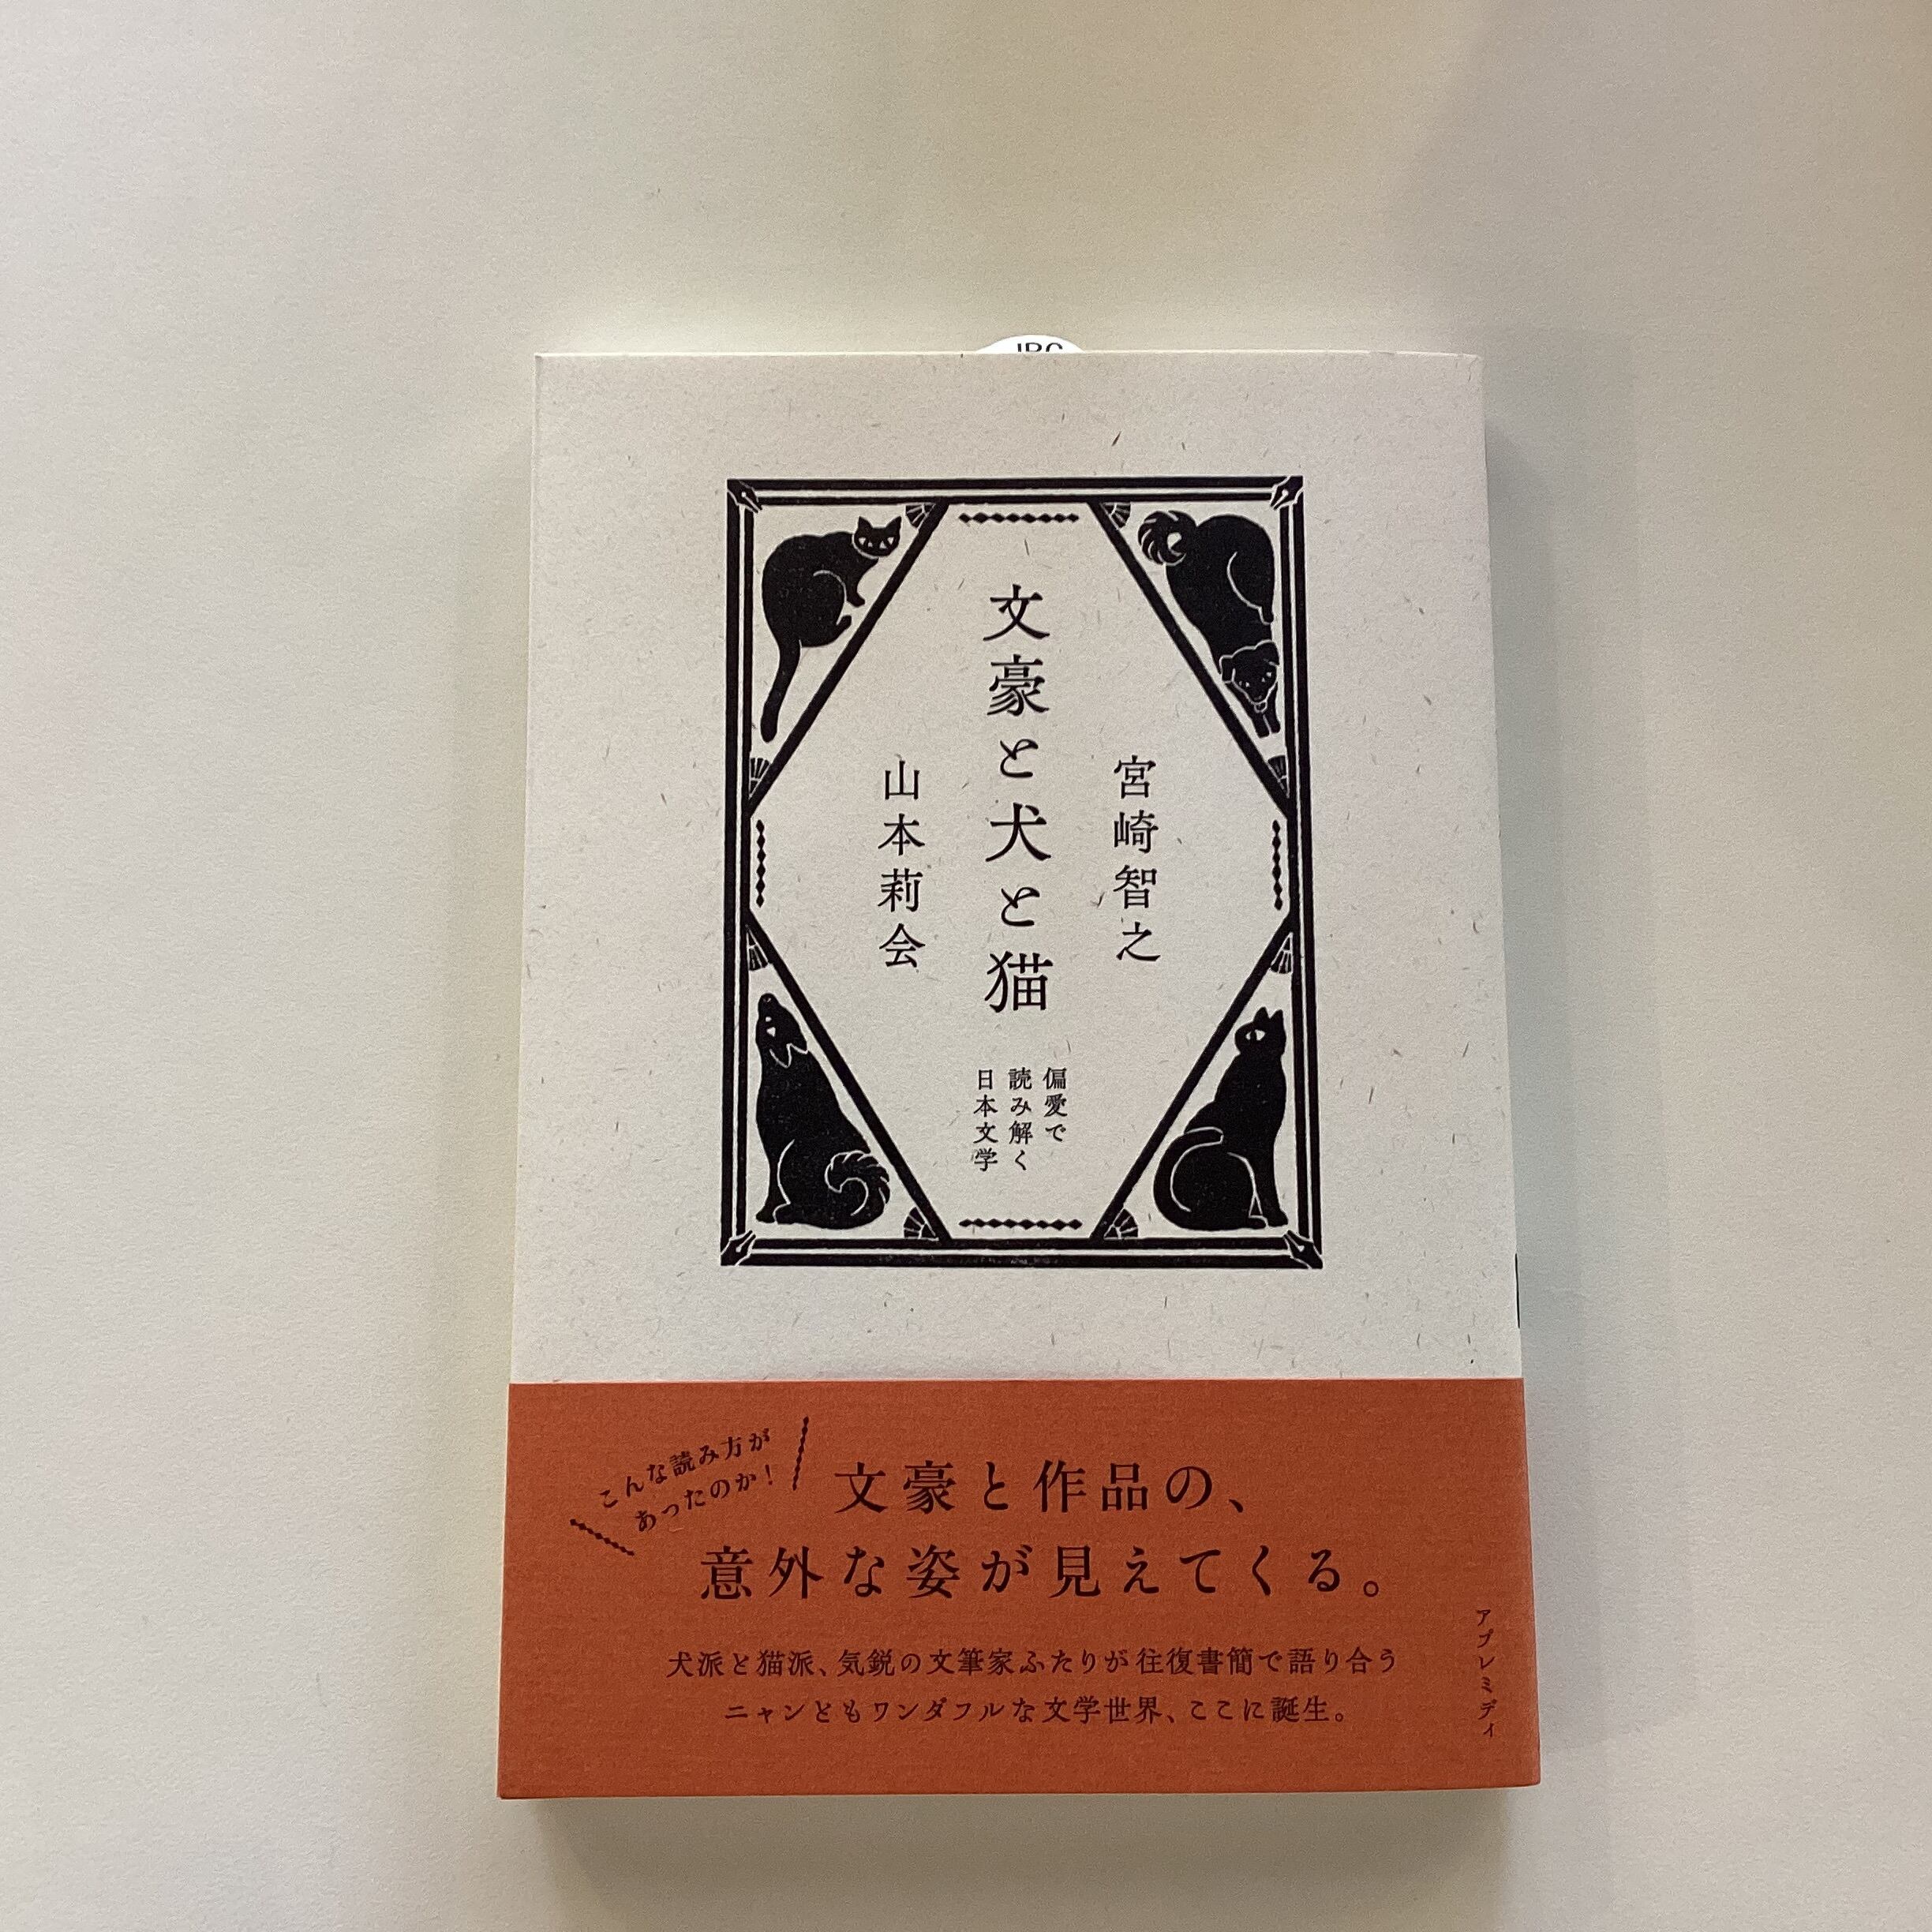 宮崎智之
文豪と犬と猫
偏愛で
読み解く
日本文学
山本莉会
こんな読み方が
あったのか！
文豪と作品の、
意外な姿が見えてくる。
犬派と猫派、気鋭の文筆家ふたりが往復書簡で語り合う
ニャンともワンダフルな文学世界、ここに誕生。
アプレミディ